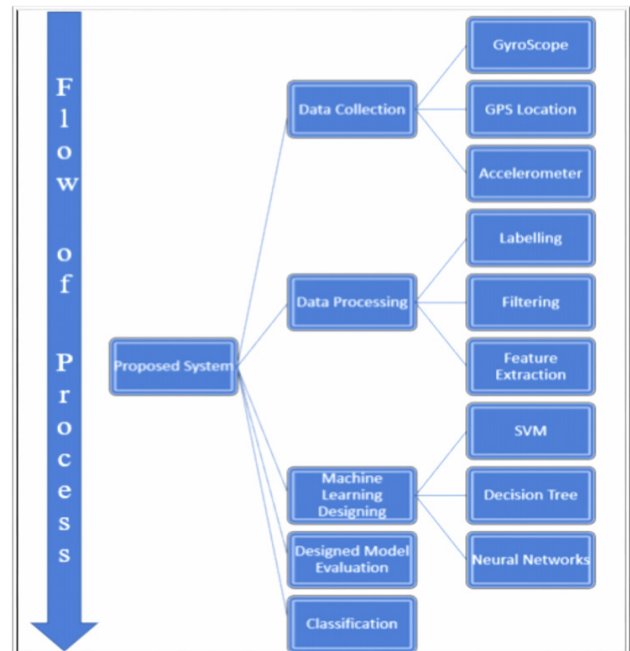 Flow of Process
GyroScope
Data Collection
GPS Location
Accelerometer
Labelling
Data Processing
Filtering
Feature
Extraction
Proposed System
SVM
Machine
Learning
Designing
Decision Tree
Neural Networks
Designed Model
Evaluation
Classification